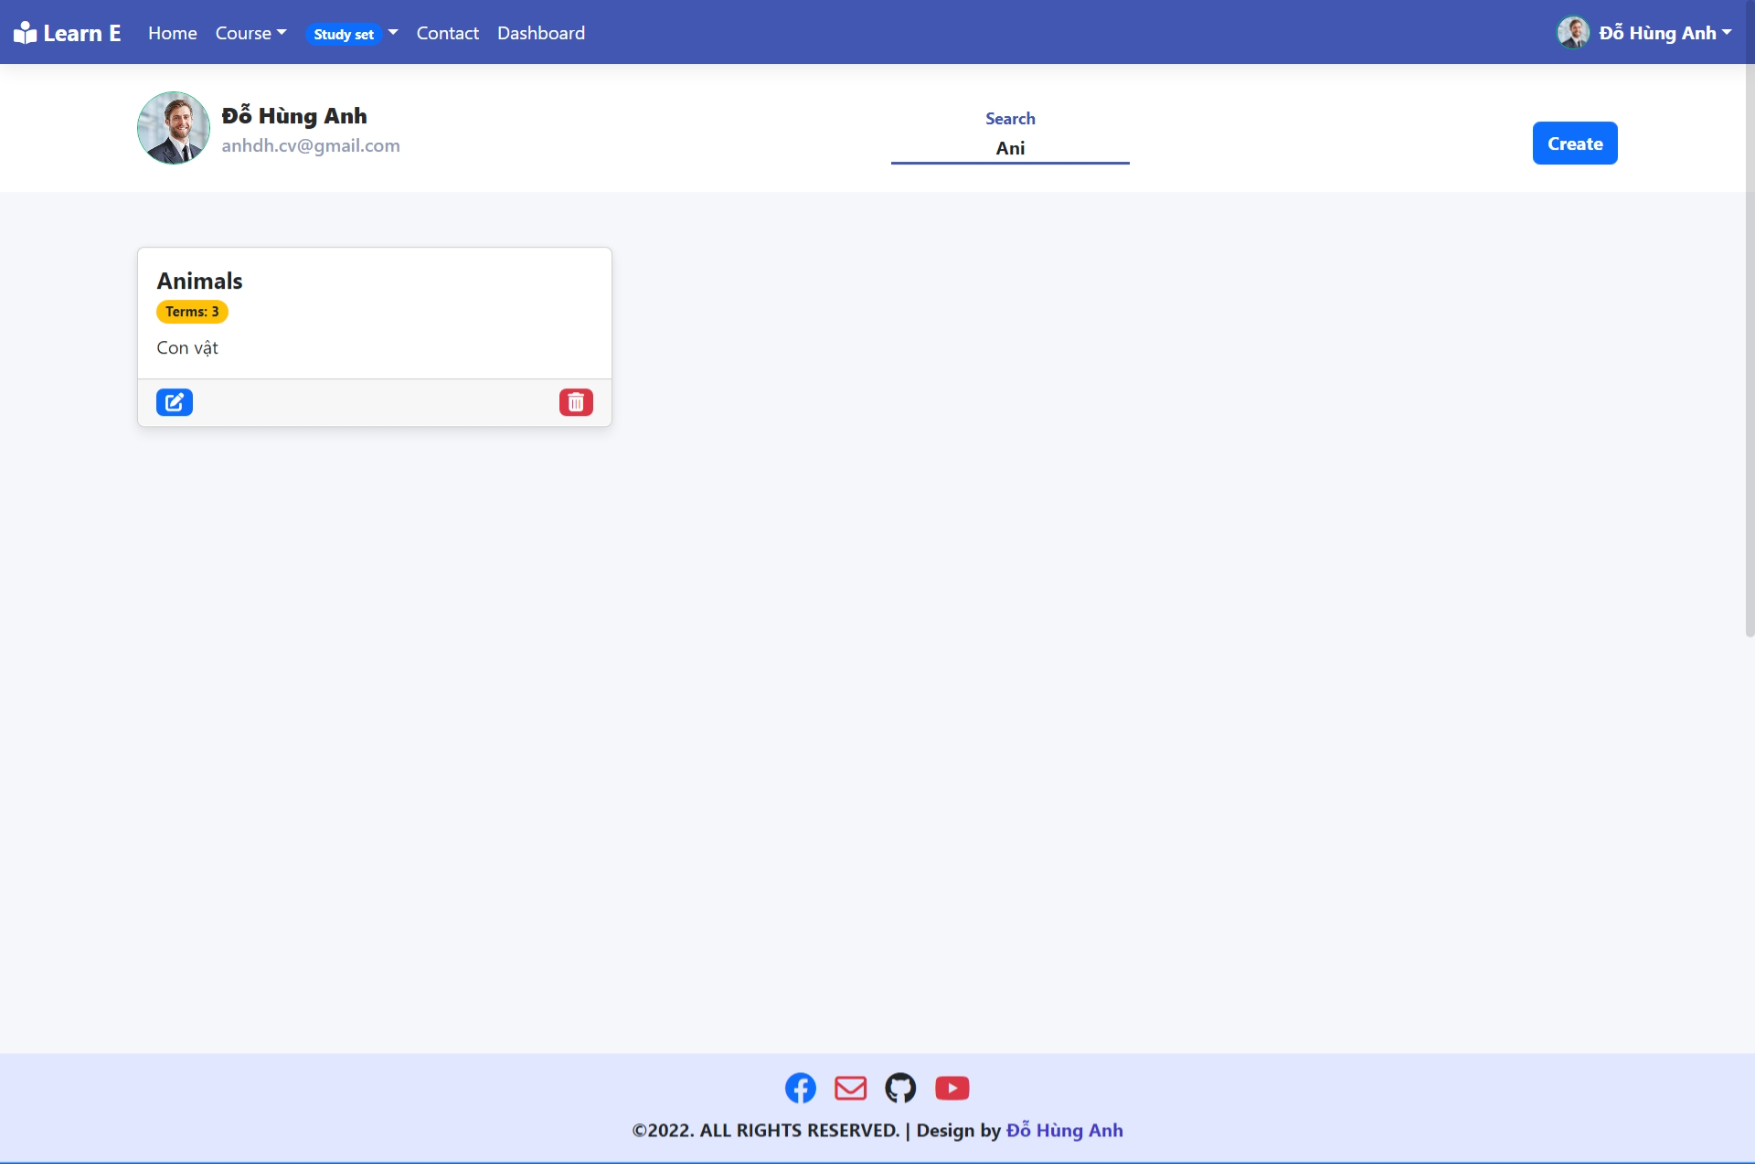 Learn E Home Course Study set Contact Dashboard Đỗ Hùng Anh
Đỗ Hùng Anh
anhdh.cv@gmail.com
Search
Ani
Create
Animals
Terms: 3
Con vật
©2022. ALL RIGHTS RESERVED. | Design by Đỗ Hùng Anh